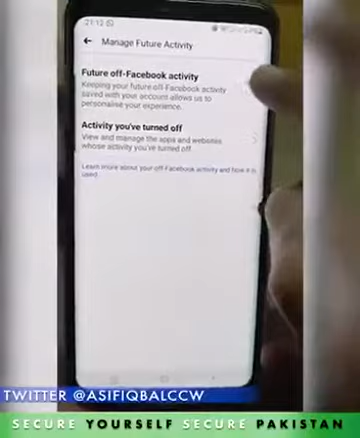 21:12
Manage Future Activity
Future off-Facebook activity
Keeping your future off-Facebook activity
saved with your account allows us to
personalise your experience.
Activity you've turned off
View and manage the apps and websites
whose activity you've turned off.
Learn more about your off-Facebook activity and how it is
used.
TWITTER @ASIFIQBALCCW
SECURE YOURSELF SECURE PAKISTAN